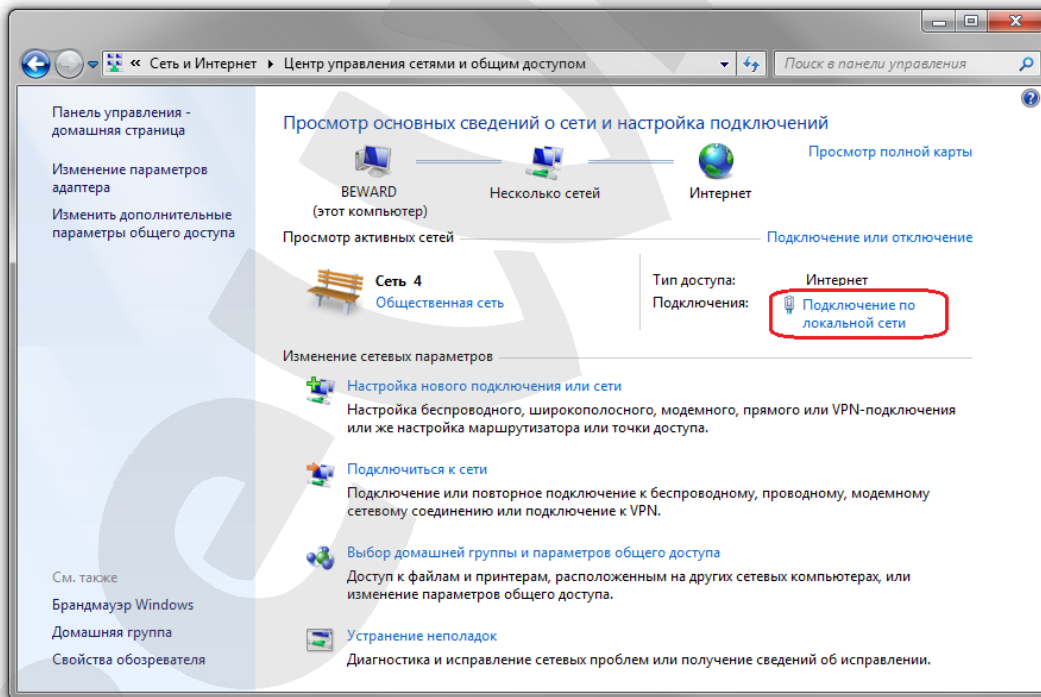 « Сеть и Интернет ▸ Центр управления сетями и общим доступом
Поиск в панели управления
Панель управления -
домашняя страница
Изменение параметров
адаптера
Изменить дополнительные
параметры общего доступа
См. также
Брандмауэр Windows
Домашняя группа
Свойства обозревателя
Просмотр основных сведений о сети и настройка подключений
Просмотр полной карты
BEWARD
(этот компьютер)
Несколько сетей
Интернет
Просмотр активных сетей
Подключение или отключение
Сеть 4
Общественная сеть
Тип доступа: Интернет
Подключения: Подключение по
локальной сети
Изменение сетевых параметров
Настройка нового подключения или сети
Настройка беспроводного, широкополосного, модемного, прямого или VPN-подключения
или же настройка маршрутизатора или точки доступа.
Подключиться к сети
Подключение или повторное подключение к беспроводному, проводному, модемному
сетевому соединению или подключение к VPN.
Выбор домашней группы и параметров общего доступа
Доступ к файлам и принтерам, расположенным на других сетевых компьютерах, или
изменение параметров общего доступа.
Устранение неполадок
Диагностика и исправление сетевых проблем или получение сведений об исправлении.